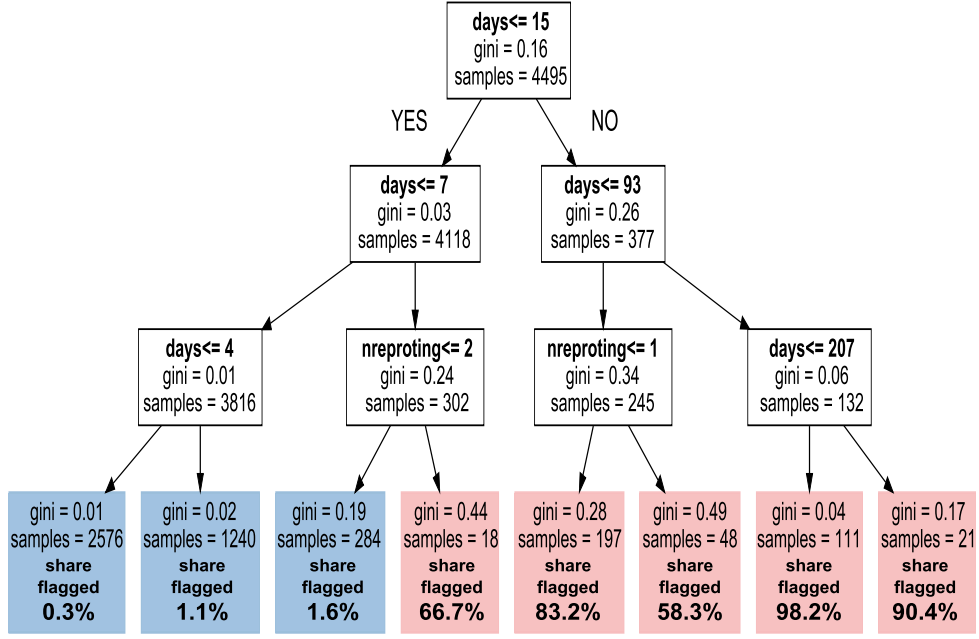 days<= 15
gini = 0.16
samples = 4495
YES
NO
days<= 7
gini = 0.03
samples = 4118
days<= 93
gini = 0.26
samples = 377
days<= 4
gini = 0.01
samples = 3816
nreproting<= 2
gini = 0.24
samples = 302
nreproting<= 1
gini = 0.34
samples = 245
days<= 207
gini = 0.06
samples = 132
gini = 0.01
samples = 2576
share
flagged
0.3%
gini = 0.02
samples = 1240
share
flagged
1.1%
gini = 0.19
samples = 284
share
flagged
1.6%
gini = 0.44
samples = 18
share
flagged
66.7%
gini = 0.28
samples = 197
share
flagged
83.2%
gini = 0.49
samples = 48
share
flagged
58.3%
gini = 0.04
samples = 111
share
flagged
98.2%
gini = 0.17
samples = 21
share
flagged
90.4%